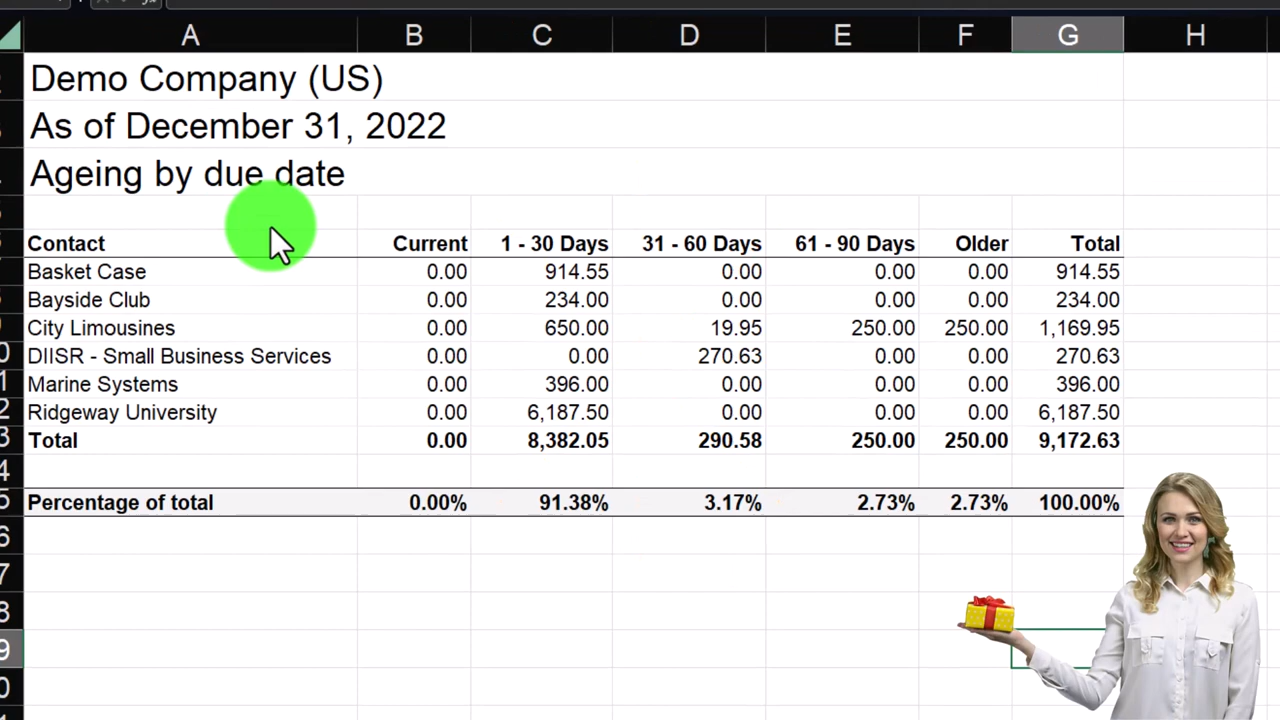 A B C D E F G H
Demo Company (US)
As of December 31, 2022
Ageing by due date
Contact Current 1 - 30 Days 31 - 60 Days 61 - 90 Days Older Total
Basket Case 0.00 914.55 0.00 0.00 0.00 914.55
Bayside Club 0.00 234.00 0.00 0.00 0.00 234.00
City Limousines 0.00 650.00 19.95 250.00 250.00 1,169.95
DIISR - Small Business Services 0.00 0.00 270.63 0.00 0.00 270.63
Marine Systems 0.00 396.00 0.00 0.00 0.00 396.00
Ridgeway University 0.00 6,187.50 0.00 0.00 0.00 6,187.50
Total 0.00 8,382.05 290.58 250.00 250.00 9,172.63
Percentage of total 0.00% 91.38% 3.17% 2.73% 2.73% 100.00%